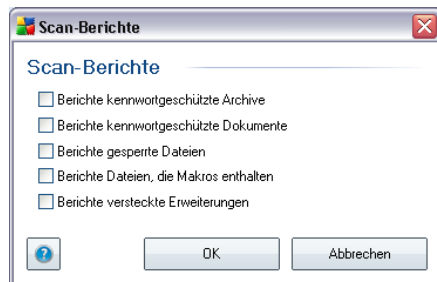 Scan-Berichte
Scan-Berichte
Berichte kennwortgeschützte Archive
Berichte kennwortgeschützte Dokumente
Berichte gesperrte Dateien
Berichte Dateien, die Makros enthalten
Berichte versteckte Erweiterungen
? OK Abbrechen